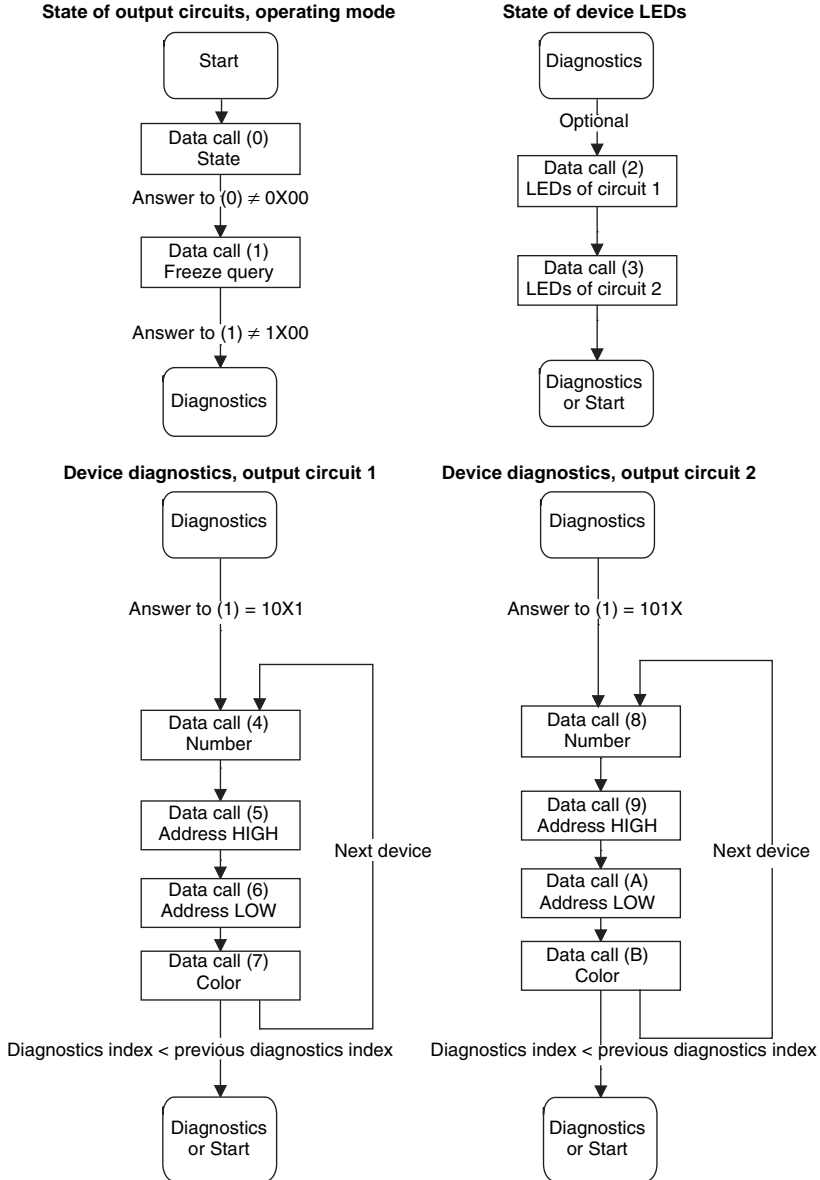 State of output circuits, operating mode
Start
Data call (0)
State
Answer to (0) ≠ 0X00
Data call (1)
Freeze query
Answer to (1) ≠ 1X00
Diagnostics
State of device LEDs
Diagnostics
Optional
Data call (2)
LEDs of circuit 1
Data call (3)
LEDs of circuit 2
Diagnostics
or Start
Device diagnostics, output circuit 1
Diagnostics
Answer to (1) = 10X1
Data call (4)
Number
Data call (5)
Address HIGH
Next device
Data call (6)
Address LOW
Data call (7)
Color
Diagnostics index < previous diagnostics index
Diagnostics
or Start
Device diagnostics, output circuit 2
Diagnostics
Answer to (1) = 101X
Data call (8)
Number
Data call (9)
Address HIGH
Next device
Data call (A)
Address LOW
Data call (B)
Color
Diagnostics index < previous diagnostics index
Diagnostics
or Start